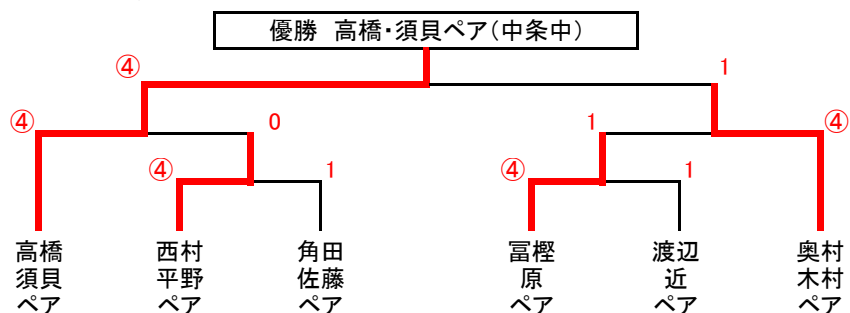 優勝 高橋・須貝ペア(中条中)
④ 1
④ 0 1 ④
④ 1 ④ 1
高橋 西村 角田 冨樫 渡辺 奥村
須貝 平野 佐藤 原 近 木村
ペア ペア ペア ペア ペア ペア